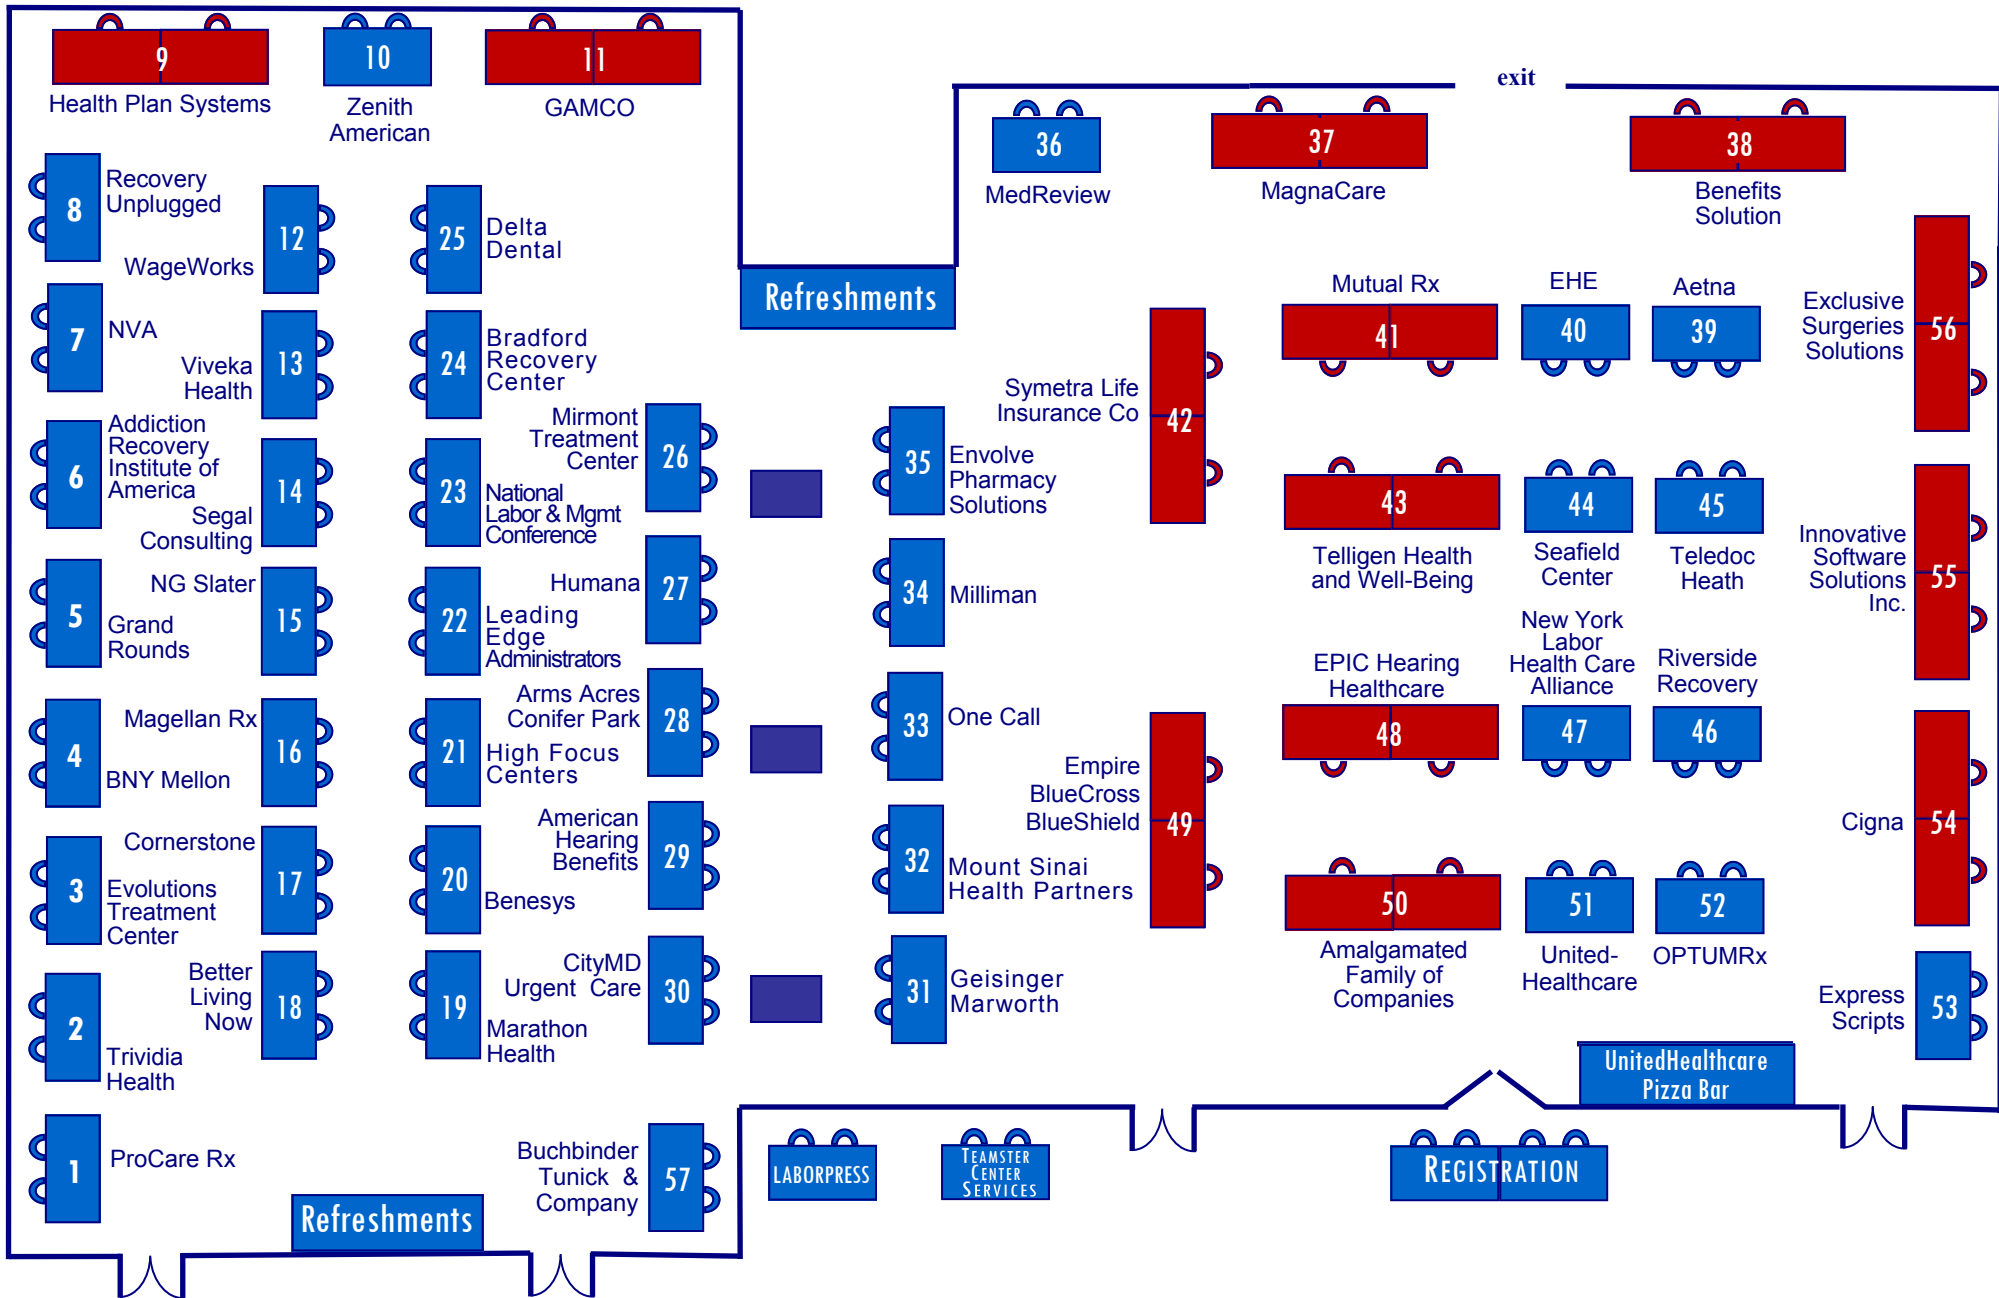 9
Health Plan Systems
10
Zenith
American
11
GAMCO
exit
36
MedReview
37
MagnaCare
38
Benefits
Solution
8
Recovery
Unplugged
7
NVA
6
Addiction
Recovery
Institute of
America
5
Grand
Rounds
4
BNY Mellon
3
Evolutions
Treatment
Center
2
Trividia
Health
1
ProCare Rx
12
WageWorks
13
Viveka
Health
14
Segal
Consulting
15
NG Slater
16
Magellan Rx
17
Cornerstone
18
Better
Living
Now
25
Delta
Dental
24
Bradford
Recovery
Center
23
National
Labor & Mgmt
Conference
22
Leading
Edge
Administrators
21
High Focus
Centers
20
Benesys
19
Marathon
Health
Refreshments
Mirmont
Treatment
Center
26
Humana
27
Arms Acres
Conifer Park
28
American
Hearing
Benefits
29
CityMD
Urgent Care
30
Buchbinder
Tunick &
Company
57
Refreshments
35
Envolve
Pharmacy
Solutions
34
Milliman
33
One Call
32
Mount Sinai
Health Partners
31
Geisinger
Marworth
Symetra Life
Insurance Co
42
Empire
BlueCross
BlueShield
49
Mutual Rx
41
EHE
40
Aetna
39
43
Telligen Health
and Well-Being
44
Seafield
Center
45
Teledoc
Heath
EPIC Hearing
Healthcare
48
New York
Labor
Health Care
Alliance
47
Riverside
Recovery
46
50
Amalgamated
Family of
Companies
51
United-
Healthcare
52
OPTUMRx
Exclusive
Surgeries
Solutions
56
Innovative
Software
Solutions
Inc.
55
Cigna
54
Express
Scripts
53
UnitedHealthcare
Pizza Bar
LABORPRESS
TEAMSTER
CENTER
SERVICES
REGISTRATION